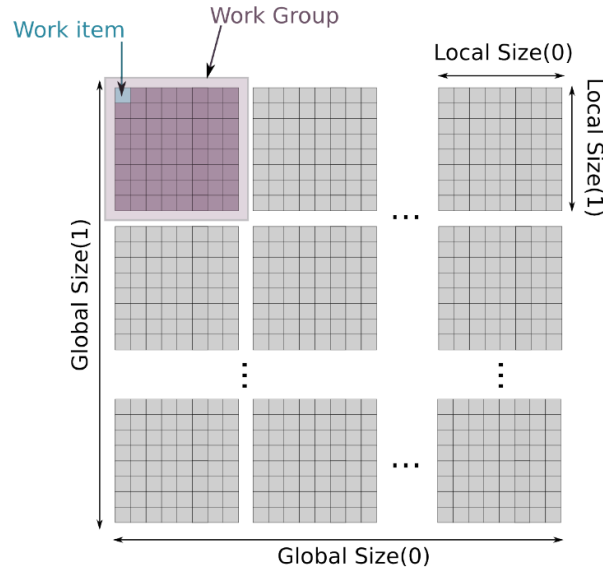 Work Group
Work item
Local Size(0)
Local Size(1)
...
Global Size(1)
...
...
...
Global Size(0)